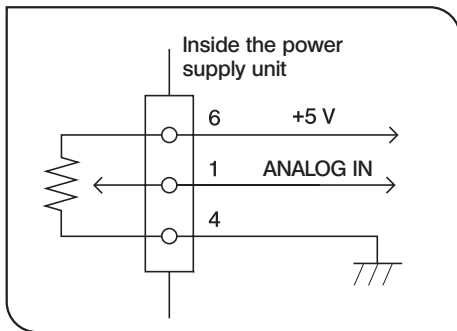 Inside the power
supply unit
6 +5 V
1 ANALOG IN
4